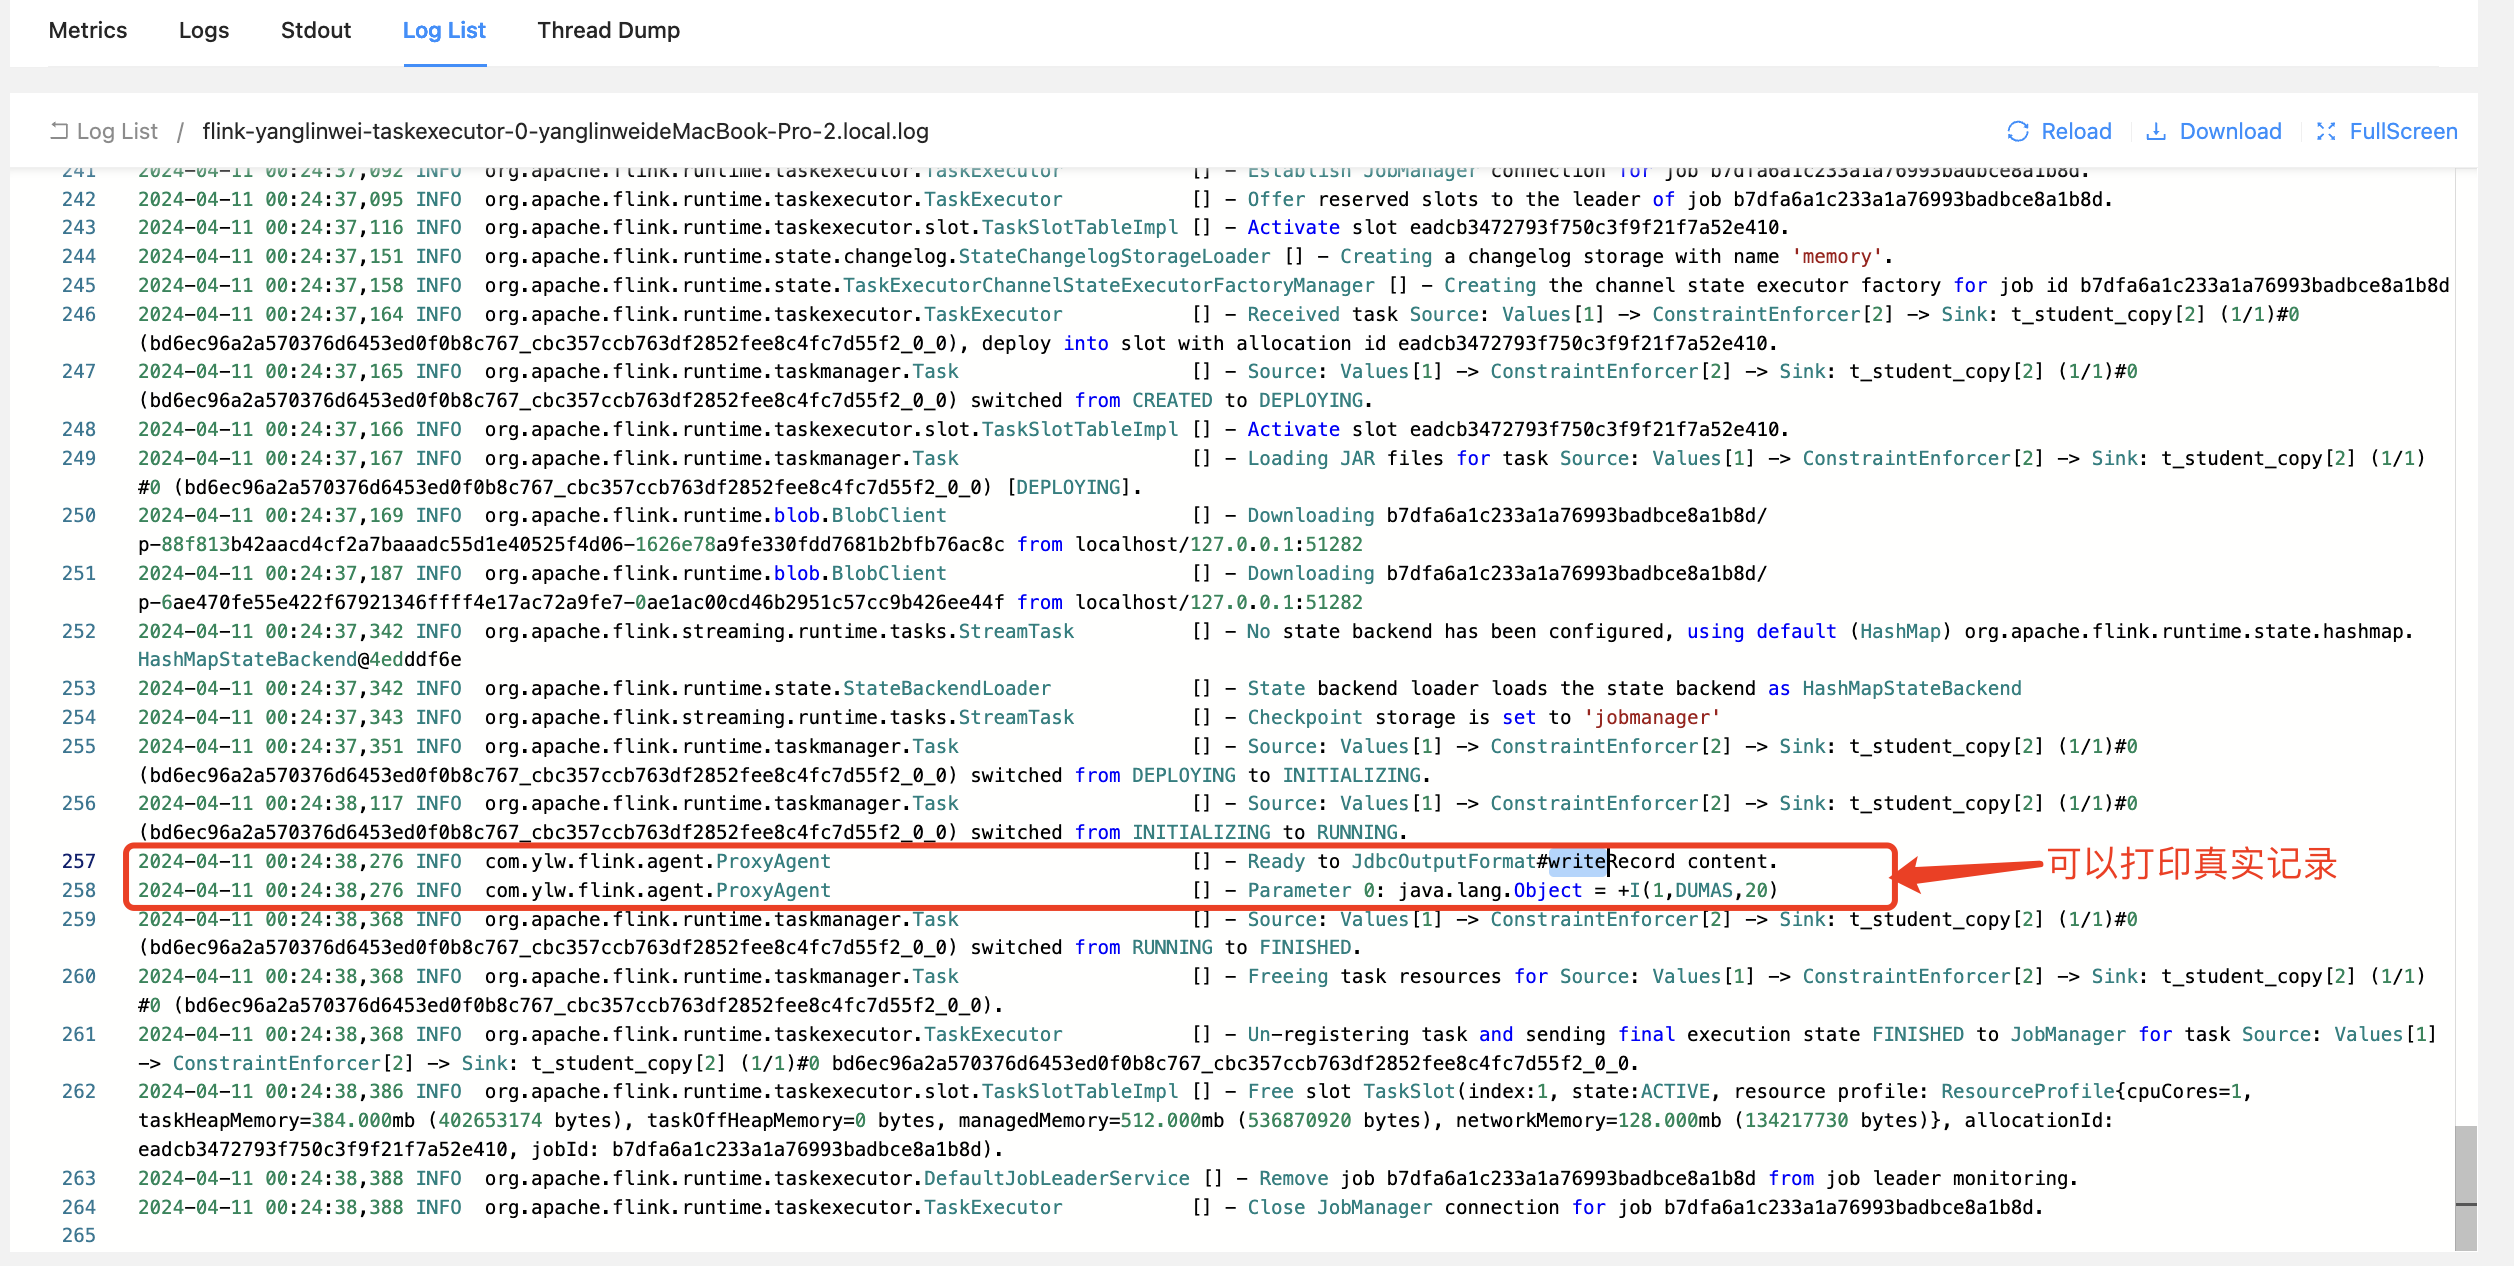 Metrics Logs Stdout Log List Thread Dump
Log List / flink-yanglinwei-taskexecutor-0-yanglinweideMacBook-Pro-2.local.log Reload Download FullScreen
241 2024-04-11 00:24:37,092 INFO org.apache.flink.runtime.taskexecutor.TaskExecutor [] - Establish JobManager connection for job b7dfa6a1c233a1a76993badbce8a1b8d.
242 2024-04-11 00:24:37,095 INFO org.apache.flink.runtime.taskexecutor.TaskExecutor [] - Offer reserved slots to the leader of job b7dfa6a1c233a1a76993badbce8a1b8d.
243 2024-04-11 00:24:37,116 INFO org.apache.flink.runtime.taskexecutor.slot.TaskSlotTableImpl [] - Activate slot eadcb3472793f750c3f9f21f7a52e410.
244 2024-04-11 00:24:37,151 INFO org.apache.flink.runtime.state.changelog.StateChangelogStorageLoader [] - Creating a changelog storage with name 'memory'.
245 2024-04-11 00:24:37,158 INFO org.apache.flink.runtime.state.TaskExecutorChannelStateExecutorFactoryManager [] - Creating the channel state executor factory for job id b7dfa6a1c233a1a76993badbce8a1b8d
246 2024-04-11 00:24:37,164 INFO org.apache.flink.runtime.taskexecutor.TaskExecutor [] - Received task Source: Values[1] -> ConstraintEnforcer[2] -> Sink: t_student_copy[2] (1/1)#0
(bd6ec96a2a570376d6453ed0f0b8c767_cbc357ccb763df2852fee8c4fc7d55f2_0_0), deploy into slot with allocation id eadcb3472793f750c3f9f21f7a52e410.
247 2024-04-11 00:24:37,165 INFO org.apache.flink.runtime.taskmanager.Task [] - Source: Values[1] -> ConstraintEnforcer[2] -> Sink: t_student_copy[2] (1/1)#0
(bd6ec96a2a570376d6453ed0f0b8c767_cbc357ccb763df2852fee8c4fc7d55f2_0_0) switched from CREATED to DEPLOYING.
248 2024-04-11 00:24:37,166 INFO org.apache.flink.runtime.taskexecutor.slot.TaskSlotTableImpl [] - Activate slot eadcb3472793f750c3f9f21f7a52e410.
249 2024-04-11 00:24:37,167 INFO org.apache.flink.runtime.taskmanager.Task [] - Loading JAR files for task Source: Values[1] -> ConstraintEnforcer[2] -> Sink: t_student_copy[2] (1/1)
#0 (bd6ec96a2a570376d6453ed0f0b8c767_cbc357ccb763df2852fee8c4fc7d55f2_0_0) [DEPLOYING].
250 2024-04-11 00:24:37,169 INFO org.apache.flink.runtime.blob.BlobClient [] - Downloading b7dfa6a1c233a1a76993badbce8a1b8d/
p-88f813b42aacd4cf2a7baaadc55d1e40525f4d06-1626e78a9fe330fdd7681b2bfb76ac8c from localhost/127.0.0.1:51282
251 2024-04-11 00:24:37,187 INFO org.apache.flink.runtime.blob.BlobClient [] - Downloading b7dfa6a1c233a1a76993badbce8a1b8d/
p-6ae470fe55e422f67921346ffff4e17ac72a9fe7-0ae1ac00cd46b2951c57cc9b426ee44f from localhost/127.0.0.1:51282
252 2024-04-11 00:24:37,342 INFO org.apache.flink.streaming.runtime.tasks.StreamTask [] - No state backend has been configured, using default (HashMap) org.apache.flink.runtime.state.hashmap.
HashMapStateBackend@4edddf6e
253 2024-04-11 00:24:37,342 INFO org.apache.flink.runtime.state.StateBackendLoader [] - State backend loader loads the state backend as HashMapStateBackend
254 2024-04-11 00:24:37,343 INFO org.apache.flink.streaming.runtime.tasks.StreamTask [] - Checkpoint storage is set to 'jobmanager'
255 2024-04-11 00:24:37,351 INFO org.apache.flink.runtime.taskmanager.Task [] - Source: Values[1] -> ConstraintEnforcer[2] -> Sink: t_student_copy[2] (1/1)#0
(bd6ec96a2a570376d6453ed0f0b8c767_cbc357ccb763df2852fee8c4fc7d55f2_0_0) switched from DEPLOYING to INITIALIZING.
256 2024-04-11 00:24:38,117 INFO org.apache.flink.runtime.taskmanager.Task [] - Source: Values[1] -> ConstraintEnforcer[2] -> Sink: t_student_copy[2] (1/1)#0
(bd6ec96a2a570376d6453ed0f0b8c767_cbc357ccb763df2852fee8c4fc7d55f2_0_0) switched from INITIALIZING to RUNNING.
257 2024-04-11 00:24:38,276 INFO com.ylw.flink.agent.ProxyAgent [] - Ready to JdbcOutputFormat#writeRecord content.
可以打印真实记录
258 2024-04-11 00:24:38,276 INFO com.ylw.flink.agent.ProxyAgent [] - Parameter 0: java.lang.Object = +I(1,DUMAS,20)
259 2024-04-11 00:24:38,368 INFO org.apache.flink.runtime.taskmanager.Task [] - Source: Values[1] -> ConstraintEnforcer[2] -> Sink: t_student_copy[2] (1/1)#0
(bd6ec96a2a570376d6453ed0f0b8c767_cbc357ccb763df2852fee8c4fc7d55f2_0_0) switched from RUNNING to FINISHED.
260 2024-04-11 00:24:38,368 INFO org.apache.flink.runtime.taskmanager.Task [] - Freeing task resources for Source: Values[1] -> ConstraintEnforcer[2] -> Sink: t_student_copy[2] (1/1)
#0 (bd6ec96a2a570376d6453ed0f0b8c767_cbc357ccb763df2852fee8c4fc7d55f2_0_0).
261 2024-04-11 00:24:38,368 INFO org.apache.flink.runtime.taskexecutor.TaskExecutor [] - Un-registering task and sending final execution state FINISHED to JobManager for task Source: Values[1]
-> ConstraintEnforcer[2] -> Sink: t_student_copy[2] (1/1)#0 bd6ec96a2a570376d6453ed0f0b8c767_cbc357ccb763df2852fee8c4fc7d55f2_0_0.
262 2024-04-11 00:24:38,386 INFO org.apache.flink.runtime.taskexecutor.slot.TaskSlotTableImpl [] - Free slot TaskSlot(index:1, state:ACTIVE, resource profile: ResourceProfile{cpuCores=1,
taskHeapMemory=384.000mb (402653174 bytes), taskOffHeapMemory=0 bytes, managedMemory=512.000mb (536870920 bytes), networkMemory=128.000mb (134217730 bytes)}, allocationId:
eadcb3472793f750c3f9f21f7a52e410, jobId: b7dfa6a1c233a1a76993badbce8a1b8d).
263 2024-04-11 00:24:38,388 INFO org.apache.flink.runtime.taskexecutor.DefaultJobLeaderService [] - Remove job b7dfa6a1c233a1a76993badbce8a1b8d from job leader monitoring.
264 2024-04-11 00:24:38,388 INFO org.apache.flink.runtime.taskexecutor.TaskExecutor [] - Close JobManager connection for job b7dfa6a1c233a1a76993badbce8a1b8d.
265